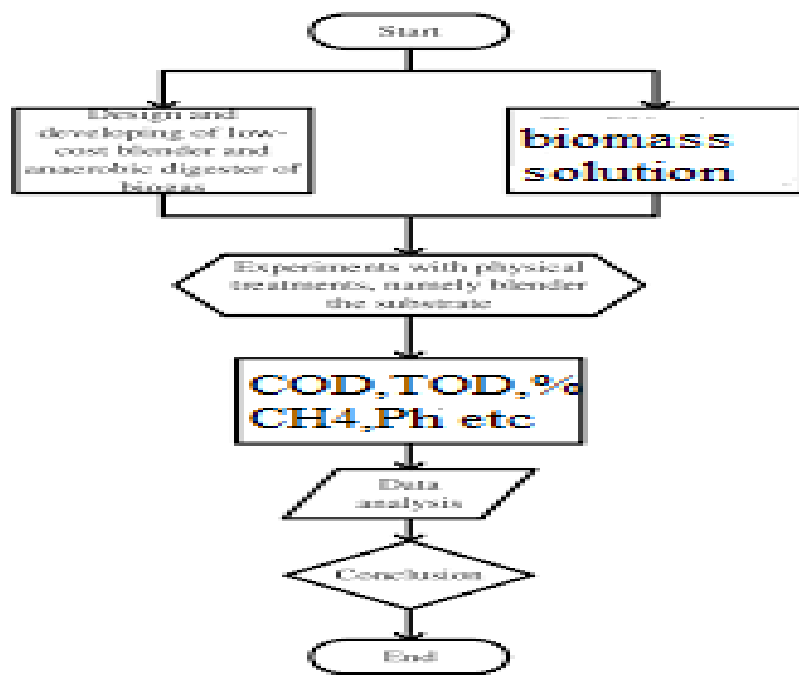 Start
Design and
developing of low-
cost blender and
anaerobic digester of
biogas
biomass
solution
Experiments with physical
treatments, namely blender
the substrate
COD,TOD,%
CH4,Ph etc
Data
analysis
Conclusion
End